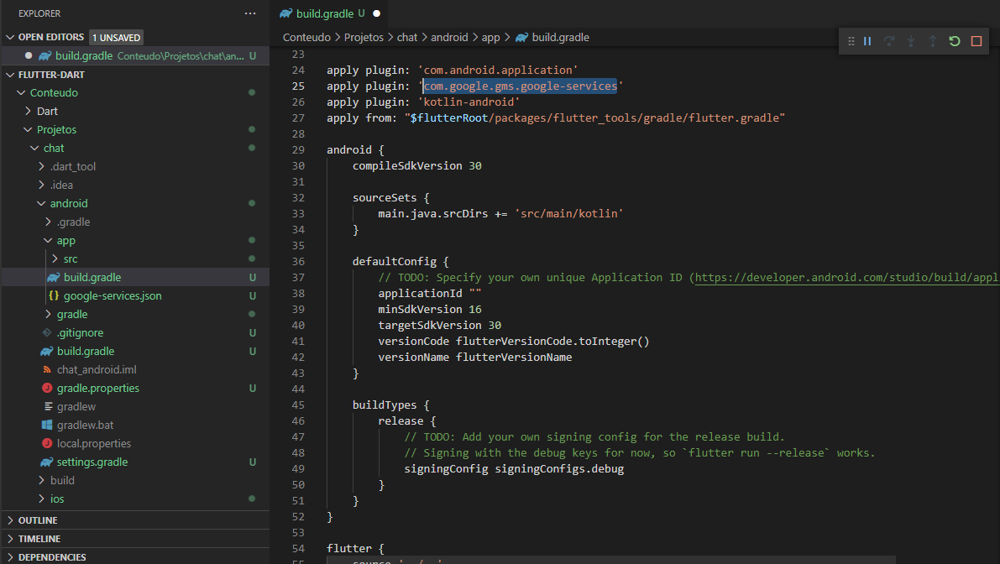 EXPLORER
···
OPEN EDITORS 1 UNSAVED
build.gradle Conteudo\Projetos\chat\an... U
FLUTTER-DART
Conteudo
Dart
Projetos
chat
.dart_tool
.idea
android
.gradle
app
src
build.gradle U
{} google-services.json U
gradle
.gitignore U
build.gradle U
chat_android.iml
gradle.properties U
gradlew
gradlew.bat
local.properties
settings.gradle U
build
ios
OUTLINE
TIMELINE
DEPENDENCIES
build.gradle U
Conteudo > Projetos > chat > android > app > build.gradle
23
24 apply plugin: 'com.android.application'
25 apply plugin: 'com.google.gms.google-services'
26 apply plugin: 'kotlin-android'
27 apply from: "$flutterRoot/packages/flutter_tools/gradle/flutter.gradle"
28
29 android {
30 compileSdkVersion 30
31
32 sourceSets {
33 main.java.srcDirs += 'src/main/kotlin'
34 }
35
36 defaultConfig {
37 // TODO: Specify your own unique Application ID (https://developer.android.com/studio/build/appl
38 applicationId ""
39 minSdkVersion 16
40 targetSdkVersion 30
41 versionCode flutterVersionCode.toInteger()
42 versionName flutterVersionName
43 }
44
45 buildTypes {
46 release {
47 // TODO: Add your own signing config for the release build.
48 // Signing with the debug keys for now, so `flutter run --release` works.
49 signingConfig signingConfigs.debug
50 }
51 }
52 }
53
54 flutter {